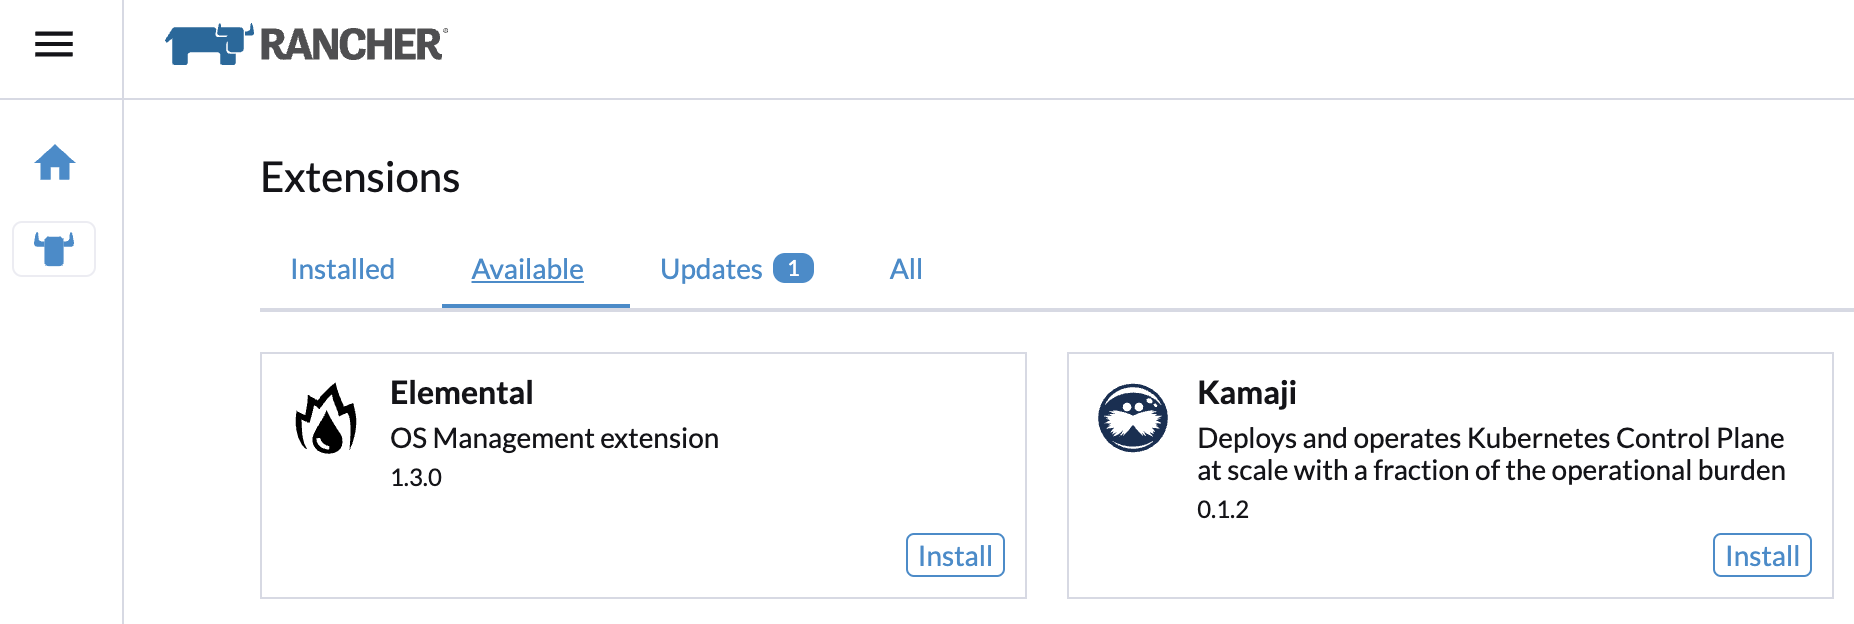 RANCHER®
Extensions
Installed Available Updates 1 All
Elemental
OS Management extension
1.3.0
Install
Kamaji
Deploys and operates Kubernetes Control Plane
at scale with a fraction of the operational burden
0.1.2
Install